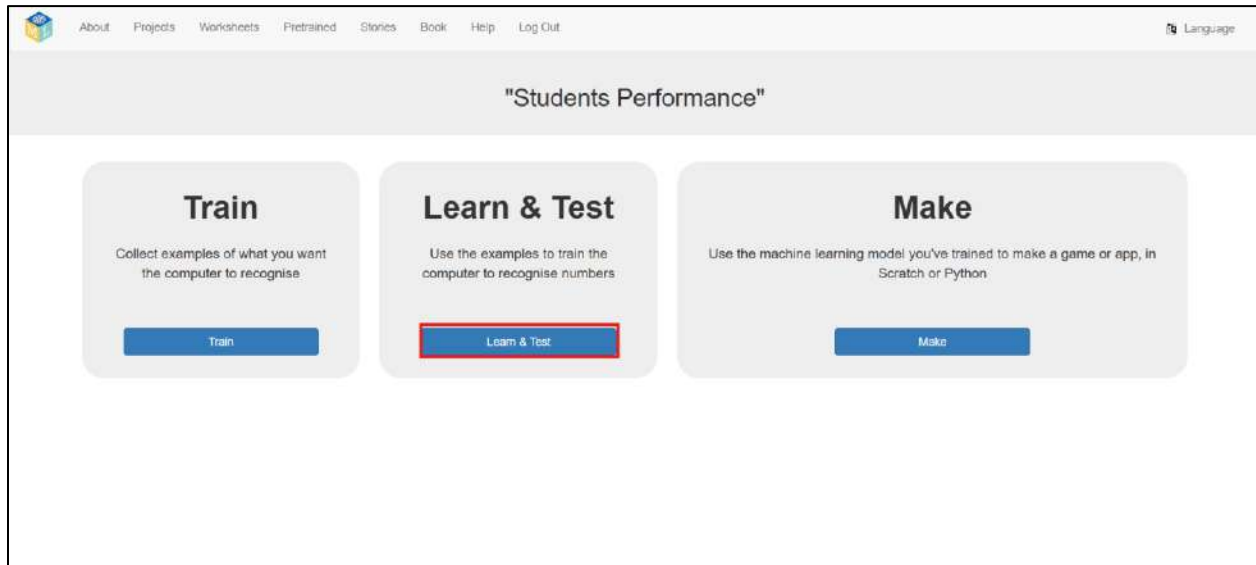 About Projects Worksheets Pretrained Stories Book Help Log Out Language
"Students Performance"
Train
Collect examples of what you want
the computer to recognise
Train
Learn & Test
Use the examples to train the
computer to recognise numbers
Learn & Test
Make
Use the machine learning model you've trained to make a game or app, in
Scratch or Python
Make